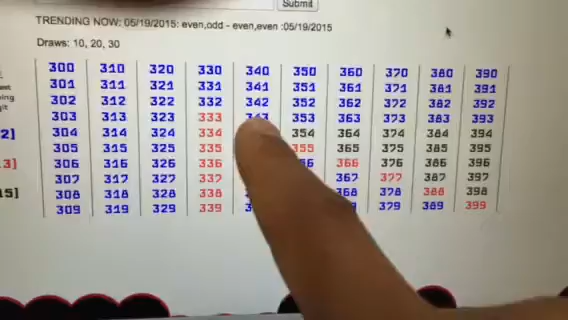 Submit
TRENDING NOW: 05/19/2015: even,odd - even,even :05/19/2015
Draws: 10, 20, 30
300 310 320 330 340 350 360 370 380 390
301 311 321 331 341 351 361 371 381 391
302 312 322 332 342 352 362 372 382 392
303 313 323 333 353 363 373 383 393
2] 304 314 324 334 354 364 374 384 394
305 315 325 335 355 365 375 385 395
3] 306 316 326 336 366 376 386 396
307 317 327 337 367 377 387 397
15] 308 318 328 338 368 378 388 398
309 319 329 339 379 389 399